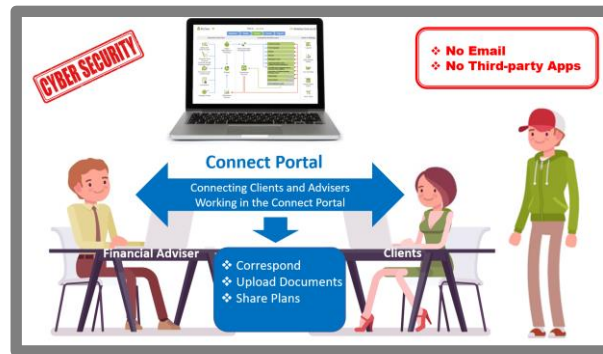 CYBER SECURITY
❖ No Email
❖ No Third-party Apps
Connect Portal
Connecting Clients and Advisers
Working in the Connect Portal
Financial Adviser
Clients
❖ Correspond
❖ Upload Documents
❖ Share Plans